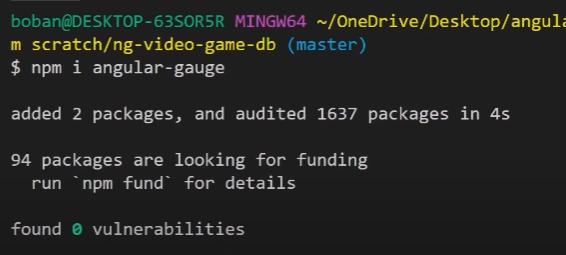 boban@DESKTOP-63SOR5R MINGW64 ~/OneDrive/Desktop/angula
m scratch/ng-video-game-db (master)
$ npm i angular-gauge
added 2 packages, and audited 1637 packages in 4s
94 packages are looking for funding
run `npm fund` for details
found 0 vulnerabilities